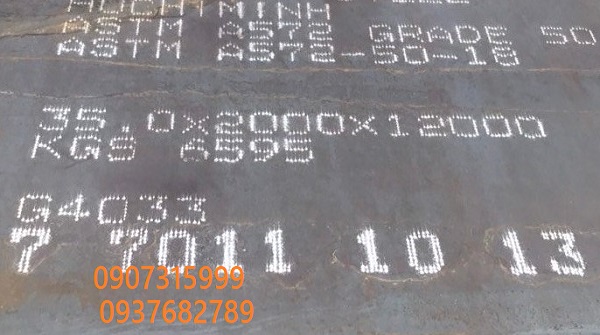 MINH
ASTM A572 GRADE 50
ASTM A572-50-18
35.0x2000x12000
KGS 6595
G4033
7 7011 10 13
0907315999
0937682789